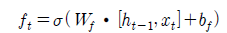 f_t = σ(W_f • [h_{t-1}, x_t] + b_f)